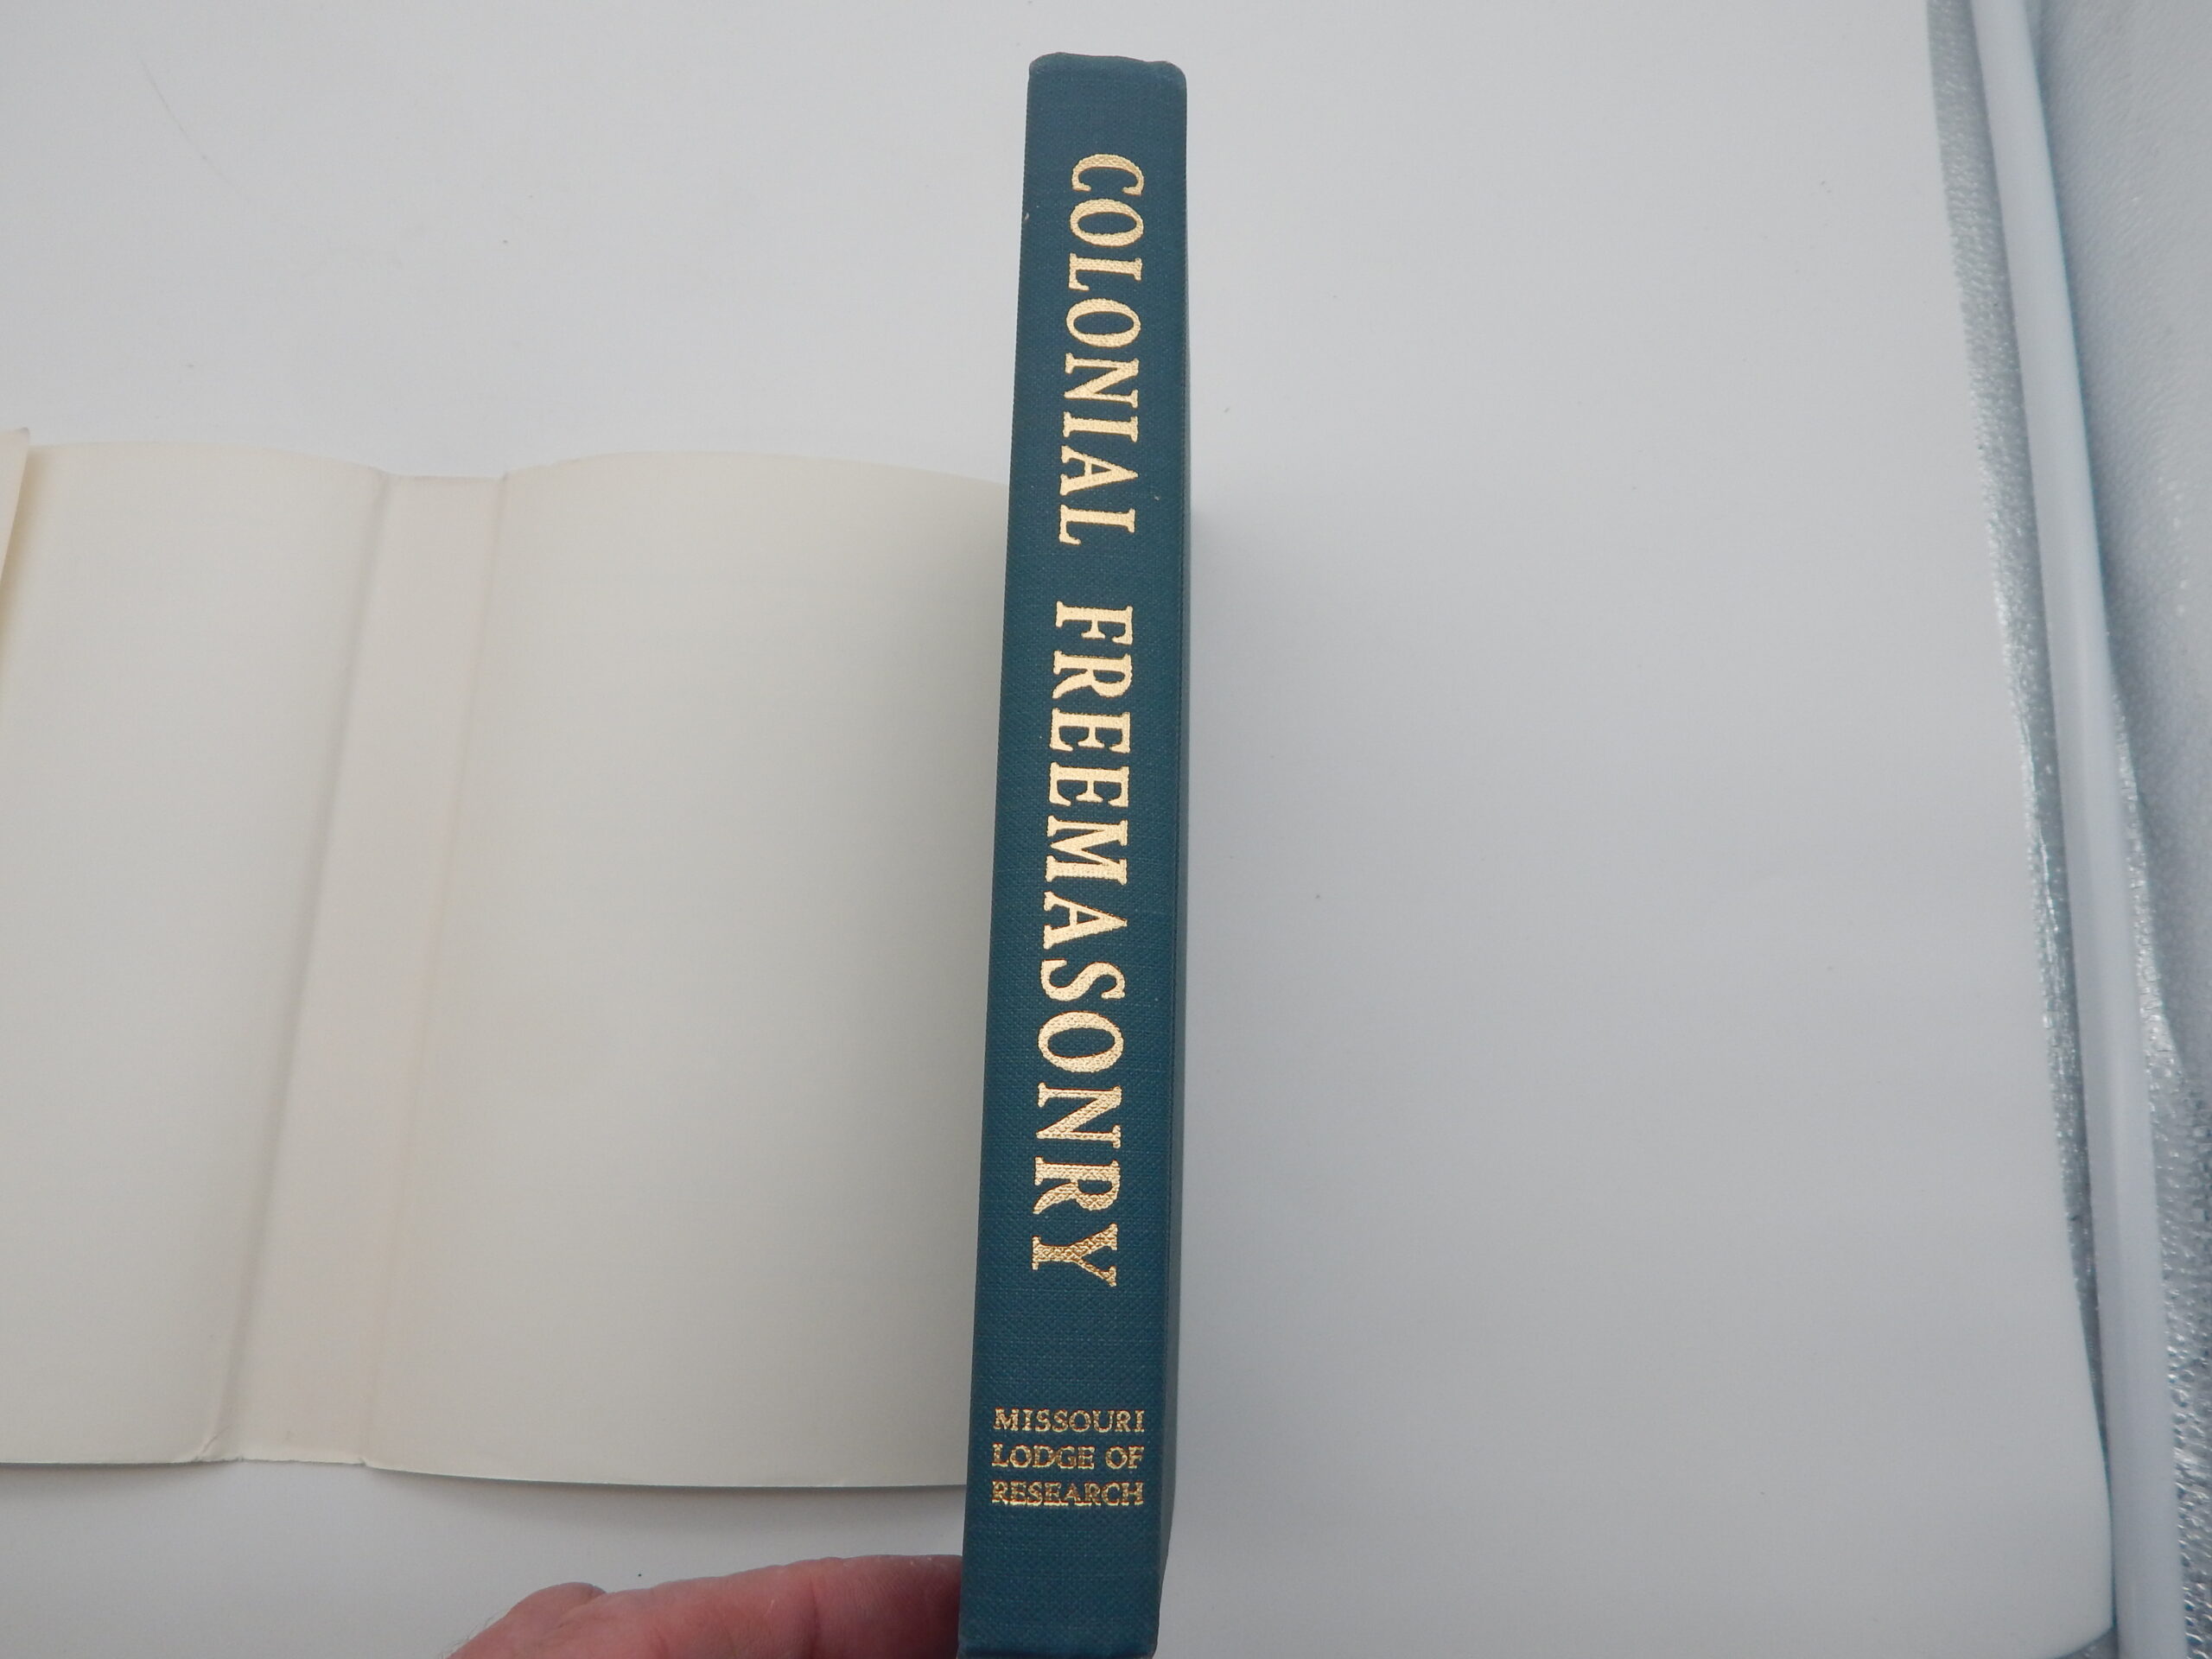 COLONIAL FREEMASONRY
MISSOURI
LODGE OF
RESEARCH